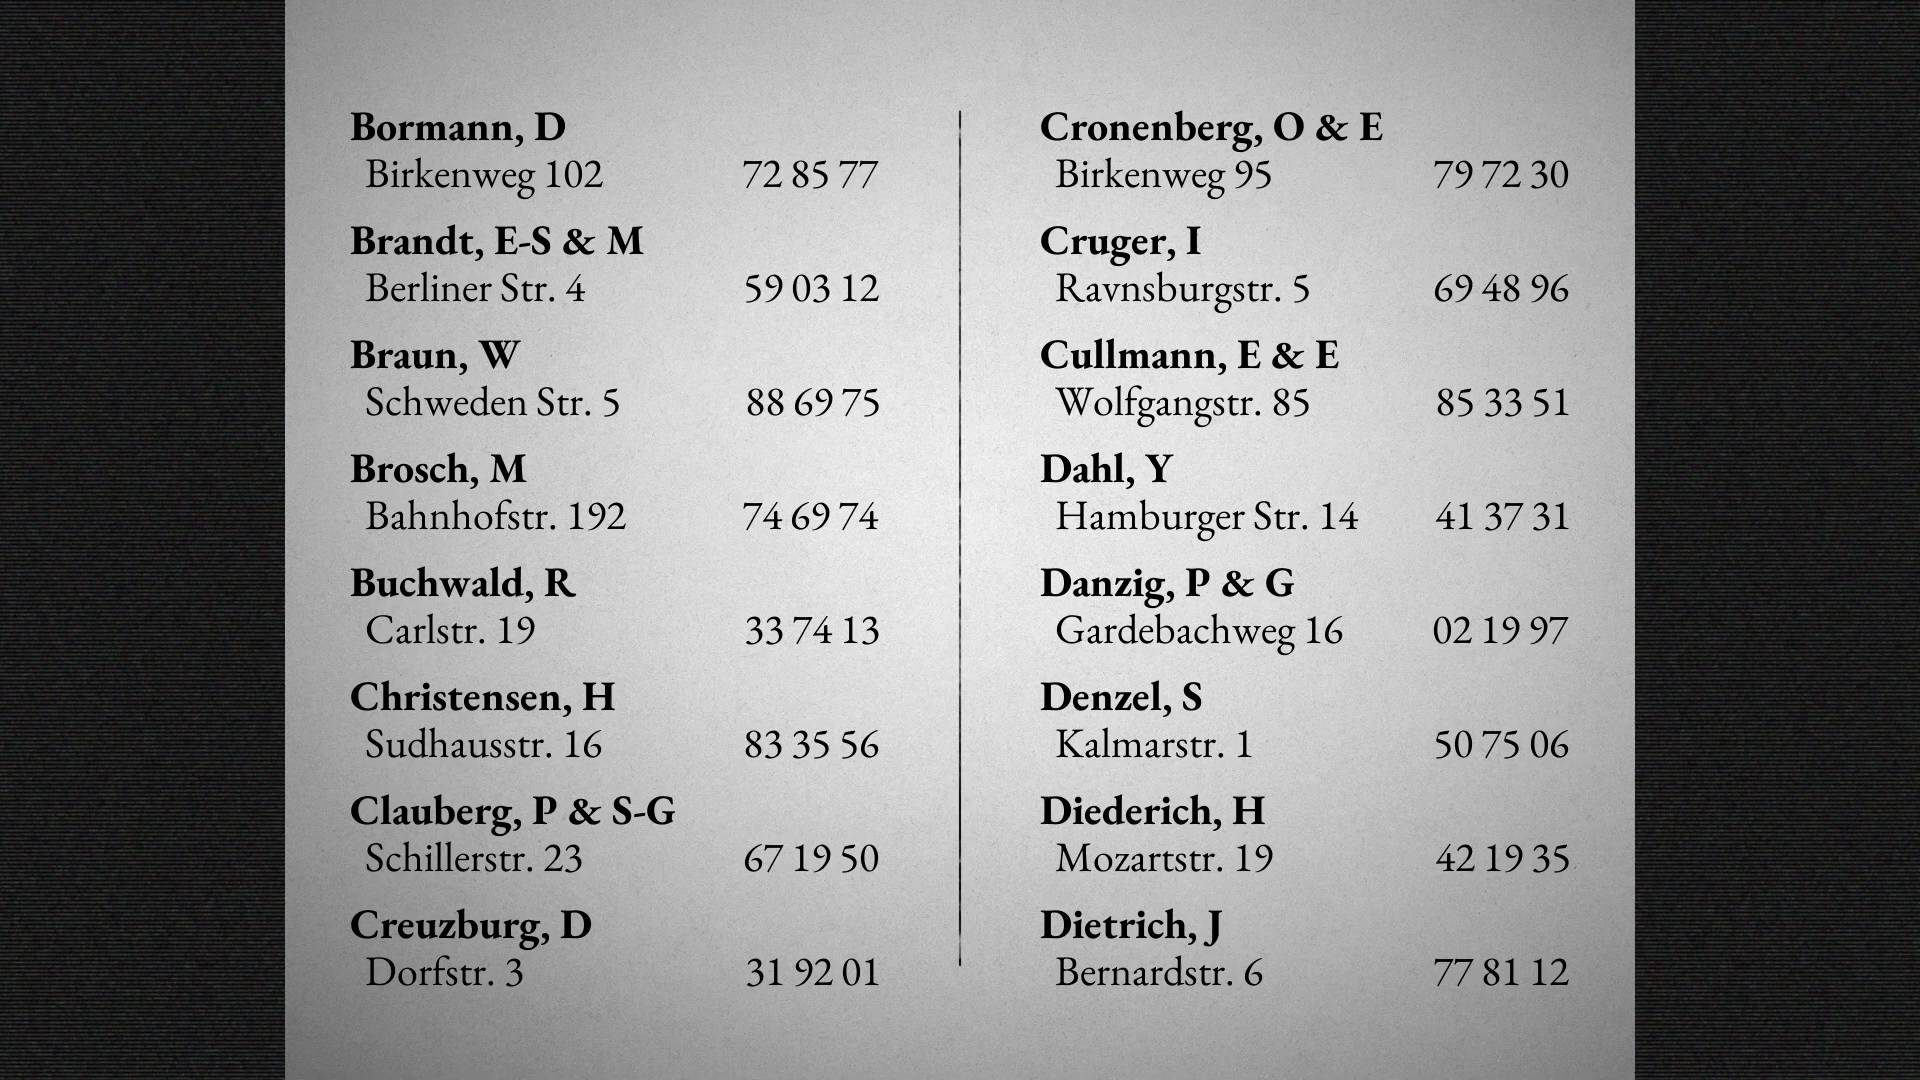 Bormann, D
Birkenweg 102 72 85 77
Brandt, E-S & M
Berliner Str. 4 59 03 12
Braun, W
Schweden Str. 5 88 69 75
Brosch, M
Bahnhofstr. 192 74 69 74
Buchwald, R
Carlstr. 19 33 74 13
Christensen, H
Sudhausstr. 16 83 35 56
Clauberg, P & S-G
Schillerstr. 23 67 19 50
Creuzburg, D
Dorfstr. 3 31 92 01
Cronenberg, O & E
Birkenweg 95 79 72 30
Cruger, I
Ravnsburgstr. 5 69 48 96
Cullmann, E & E
Wolfgangstr. 85 85 33 51
Dahl, Y
Hamburger Str. 14 41 37 31
Danzig, P & G
Gardebachweg 16 02 19 97
Denzel, S
Kalmarstr. 1 50 75 06
Diederich, H
Mozartstr. 19 42 19 35
Dietrich, J
Bernardstr. 6 77 81 12